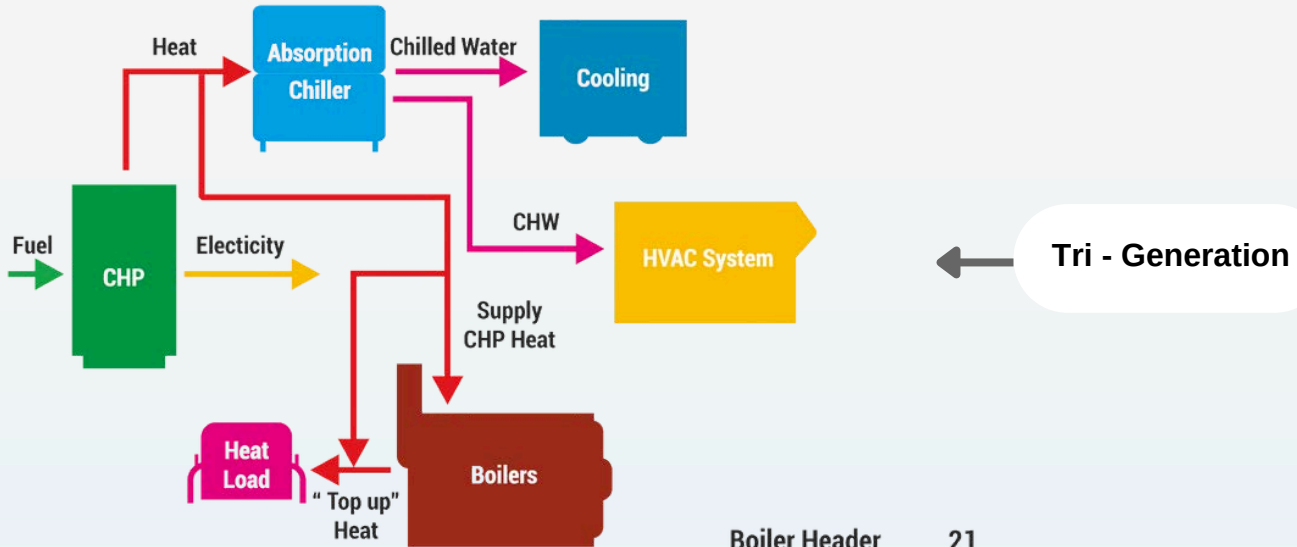 Heat
Absorption
Chiller
Chilled Water
Cooling
Fuel
CHP
Electicity
CHW
HVAC System
Tri - Generation
Supply
CHP Heat
Heat
Load
“ Top up”
Heat
Boilers
Boiler Header 21